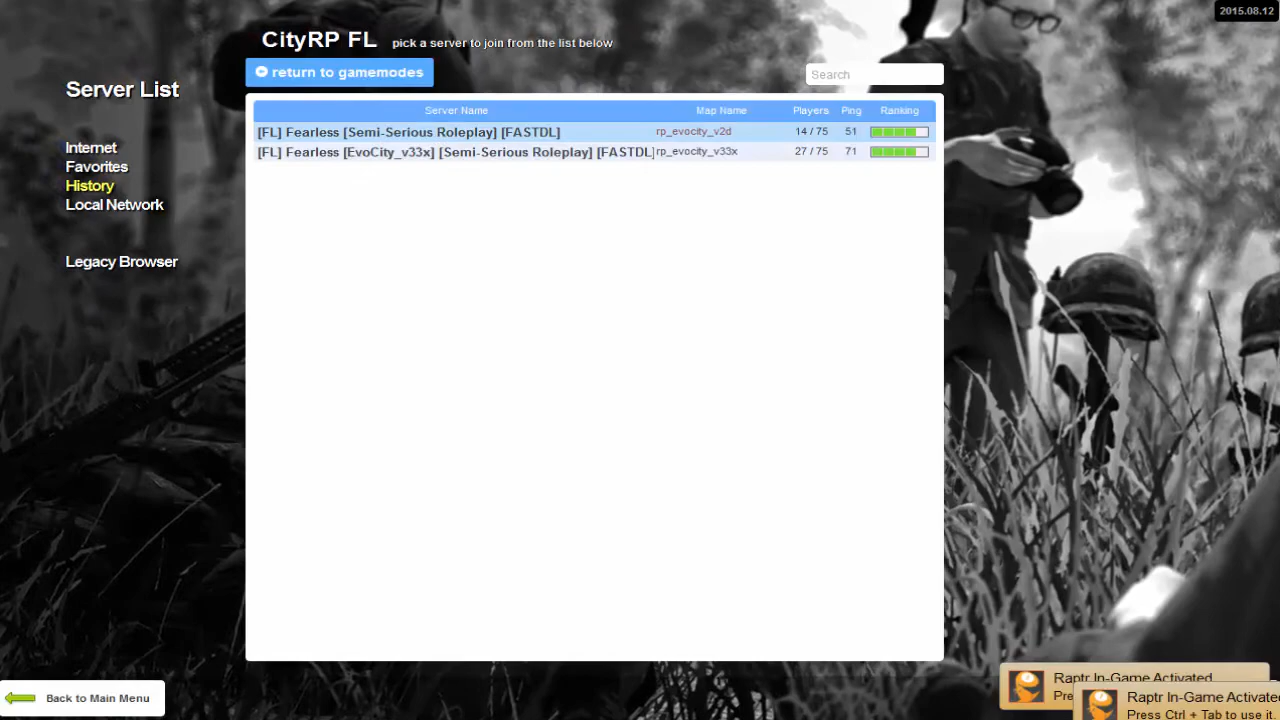 2015.08.12
CityRP FL pick a server to join from the list below
return to gamemodes
Search
Server List
Internet
Favorites
History
Local Network
Legacy Browser
Server Name Map Name Players Ping Ranking
[FL] Fearless [Semi-Serious Roleplay] [FASTDL] rp_evocity_v2d 14 / 75 51
[FL] Fearless [EvoCity_v33x] [Semi-Serious Roleplay] [FASTDL] rp_evocity_v33x 27 / 75 71
Back to Main Menu
Raptr In-Game Activated
Pre
Raptr In-Game Activate
Press Ctrl + Tab to use it